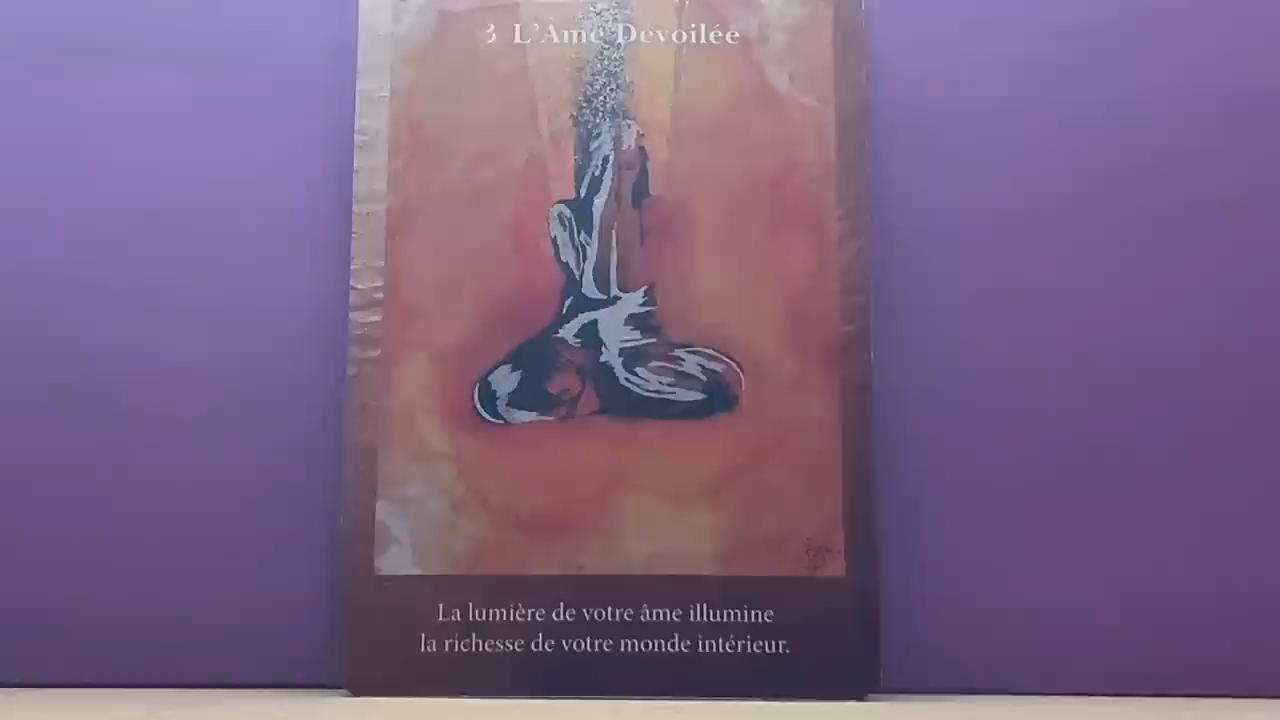 3 L'Âme Dévoilée
La lumière de votre âme illumine
la richesse de votre monde intérieur.